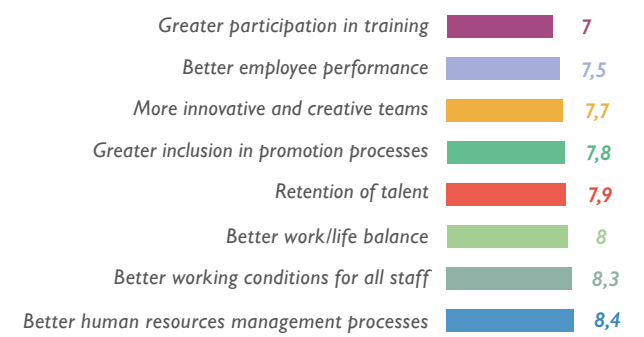 Greater participation in training 7
Better employee performance 7,5
More innovative and creative teams 7,7
Greater inclusion in promotion processes 7,8
Retention of talent 7,9
Better work/life balance 8
Better working conditions for all staff 8,3
Better human resources management processes 8,4